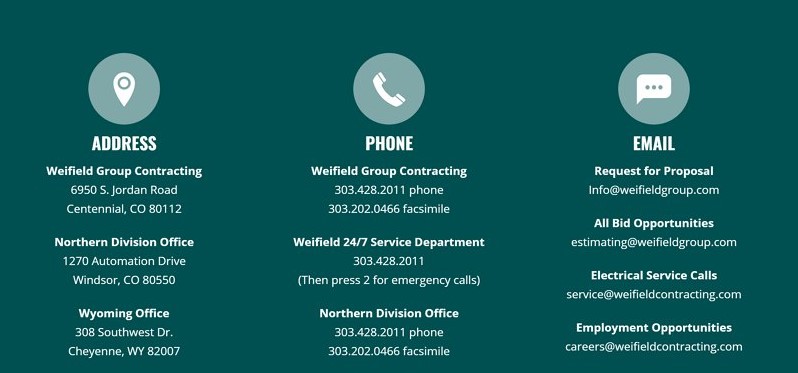 ADDRESS
Weifield Group Contracting
6950 S. Jordan Road
Centennial, CO 80112
Northern Division Office
1270 Automation Drive
Windsor, CO 80550
Wyoming Office
308 Southwest Dr.
Cheyenne, WY 82007
PHONE
Weifield Group Contracting
303.428.2011 phone
303.202.0466 facsimile
Weifield 24/7 Service Department
303.428.2011
(Then press 2 for emergency calls)
Northern Division Office
303.428.2011 phone
303.202.0466 facsimile
EMAIL
Request for Proposal
Info@weifieldgroup.com
All Bid Opportunities
estimating@weifieldgroup.com
Electrical Service Calls
service@weifieldcontracting.com
Employment Opportunities
careers@weifieldcontracting.com